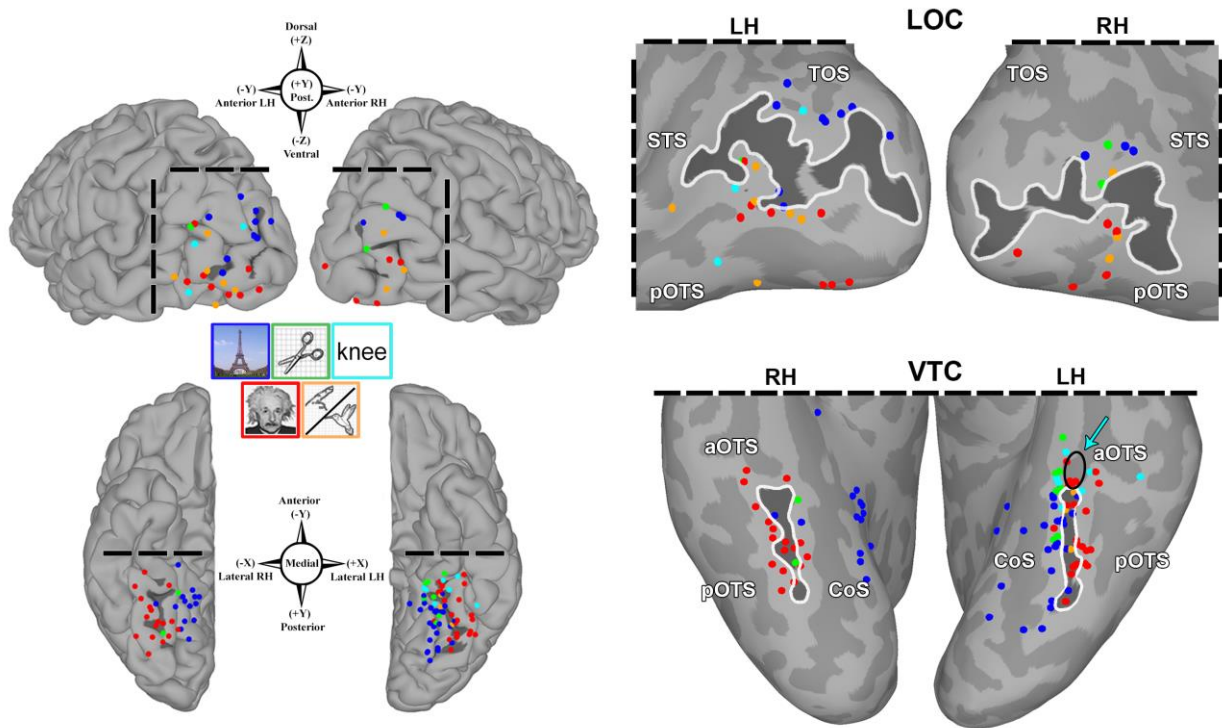 Dorsal
(+Z)
(-Y)
Anterior LH
(+Y)
Post.
(-Y)
Anterior RH
(-Z)
Ventral
knee
Anterior
(-Y)
(-X)
Lateral RH
Medial
(+X)
Lateral LH
(+Y)
Posterior
LH
LOC
RH
TOS
TOS
STS
STS
pOTS
pOTS
RH
VTC
LH
aOTS
aOTS
pOTS
CoS
CoS
pOTS